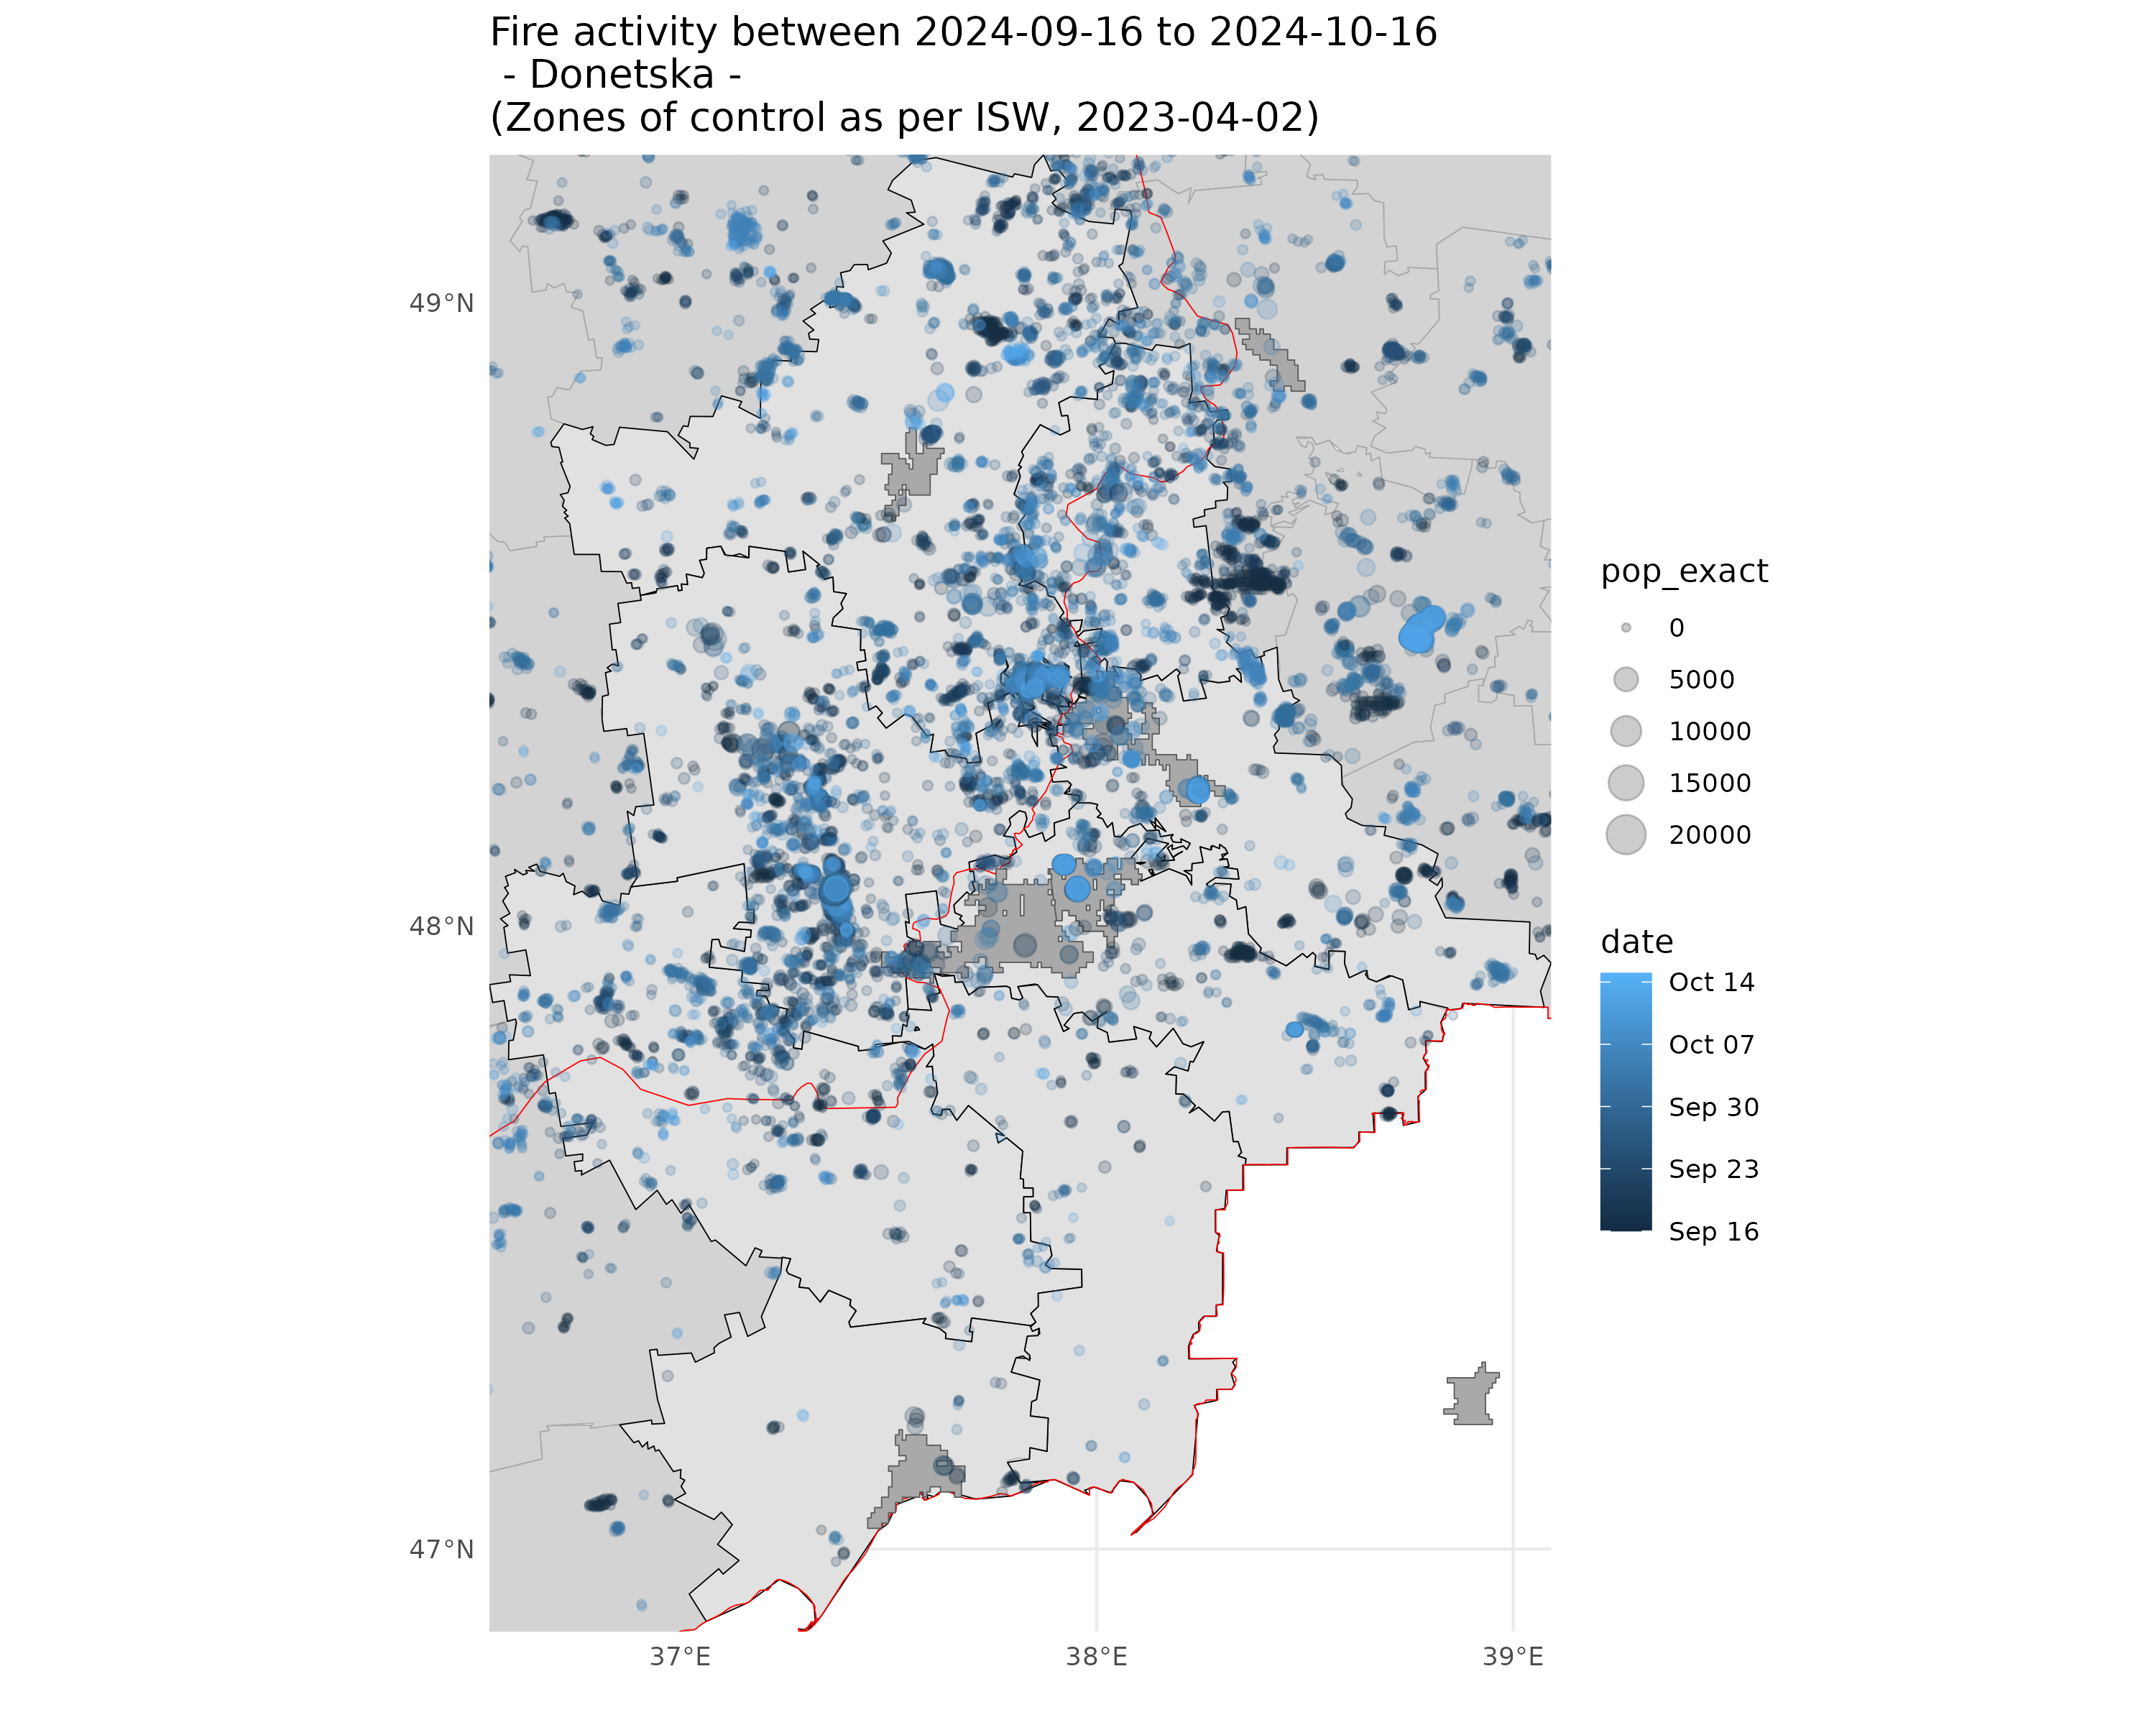 Fire activity between 2024-09-16 to 2024-10-16
- Donetska -
(Zones of control as per ISW, 2023-04-02)
49°N
48°N
47°N
37°E
38°E
39°E
pop_exact
0
5000
10000
15000
20000
date
Oct 14
Oct 07
Sep 30
Sep 23
Sep 16